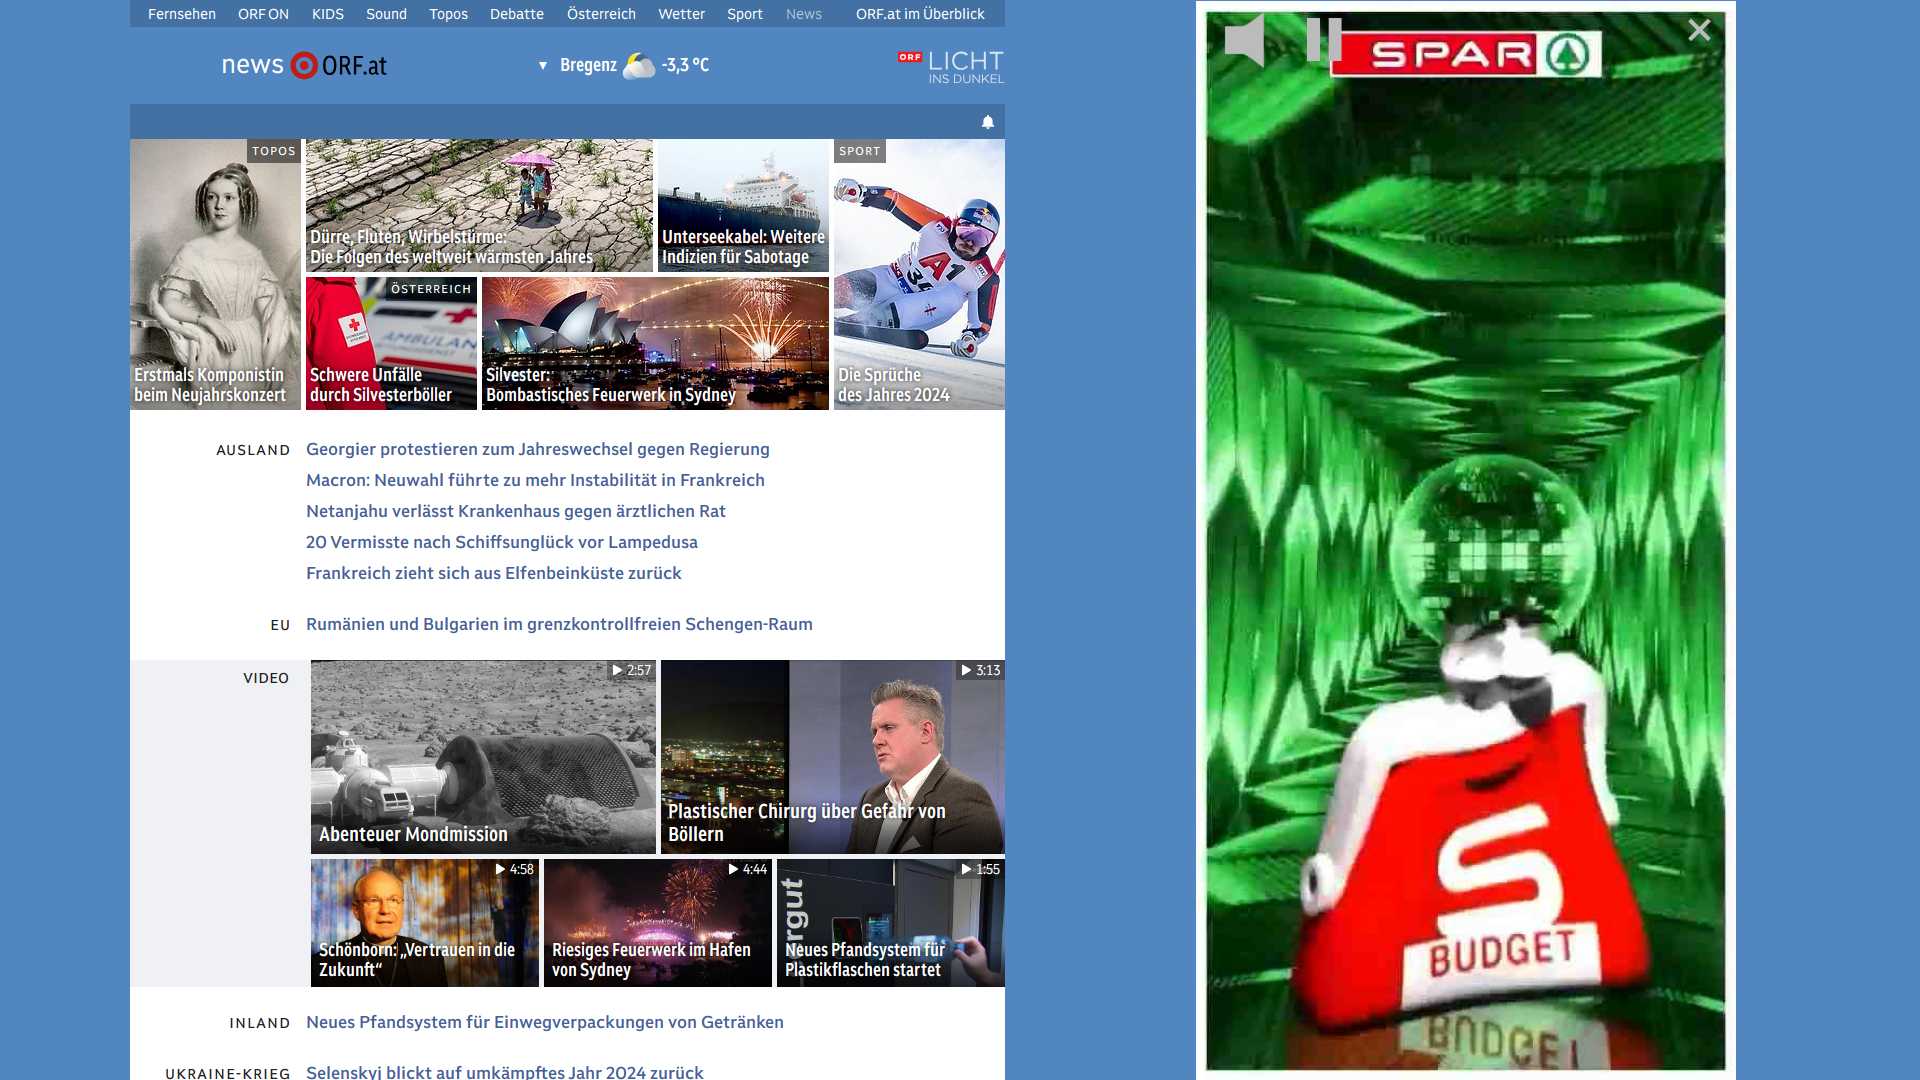 Fernsehen ORF ON KIDS Sound Topos Debatte Österreich Wetter Sport News ORF.at im Überblick
news ORF.at
▼ Bregenz -3,3 °C
ORF LICHT
INS DUNKEL
TOPOS
Erstmals Komponistin
beim Neujahrskonzert
Dürre, Fluten, Wirbelstürme:
Die Folgen des weltweit wärmsten Jahres
Unterseekabel: Weitere
Indizien für Sabotage
SPORT
A1
Die Sprüche
des Jahres 2024
ÖSTERREICH
AMBULAN
Schwere Unfälle
durch Silvesterböller
Silvester:
Bombastisches Feuerwerk in Sydney
AUSLAND
Georgier protestieren zum Jahreswechsel gegen Regierung
Macron: Neuwahl führte zu mehr Instabilität in Frankreich
Netanjahu verlässt Krankenhaus gegen ärztlichen Rat
20 Vermisste nach Schiffsunglück vor Lampedusa
Frankreich zieht sich aus Elfenbeinküste zurück
EU
Rumänien und Bulgarien im grenzkontrollfreien Schengen-Raum
VIDEO
2:57
Abenteuer Mondmission
3:13
Plastischer Chirurg über Gefahr von
Böllern
4:58
Schönborn: „Vertrauen in die
Zukunft“
4:44
Riesiges Feuerwerk im Hafen
von Sydney
1:55
ergut
Neues Pfandsystem für
Plastikflaschen startet
INLAND
Neues Pfandsystem für Einwegverpackungen von Getränken
UKRAINE-KRIEG
Selenskyj blickt auf umkämpftes Jahr 2024 zurück
SPAR
S
BUDGET